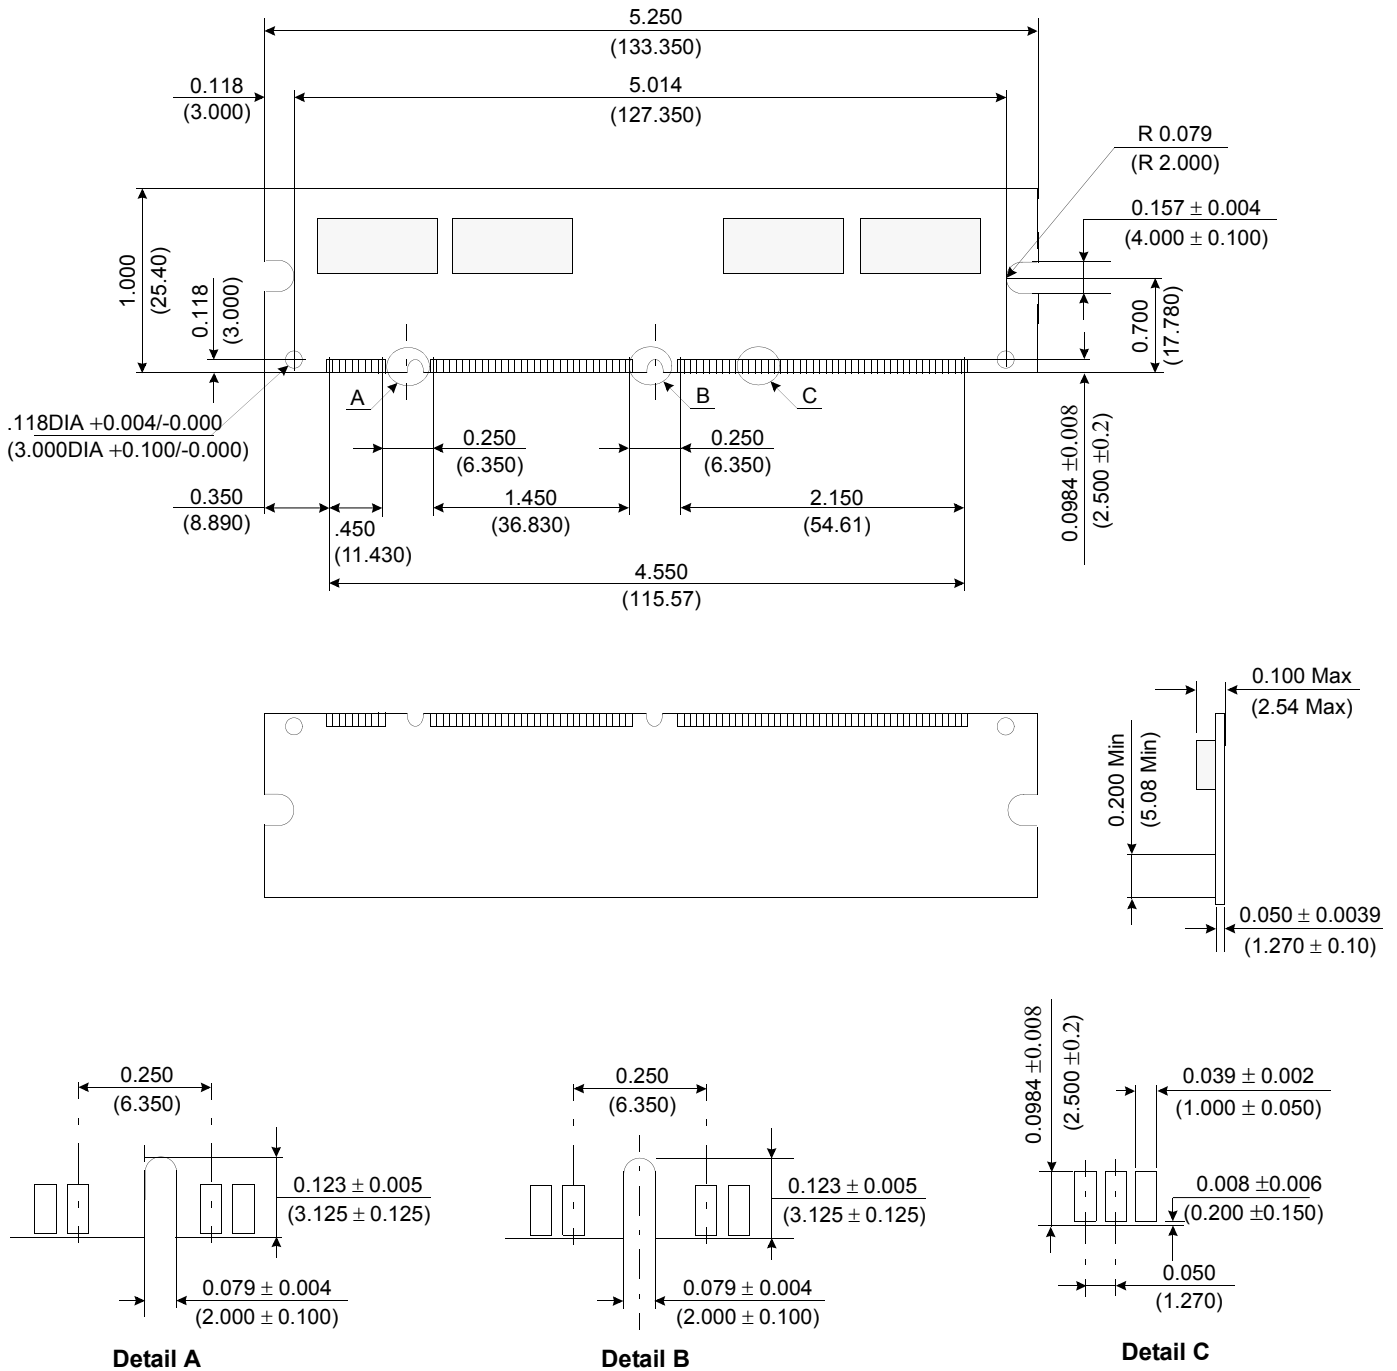 5.250
(133.350)
0.118
(3.000)
5.014
(127.350)
R 0.079
(R 2.000)
0.157 ± 0.004
(4.000 ± 0.100)
1.000
(25.40)
0.118
(3.000)
0.700
(17.780)
A
B
C
.118DIA +0.004/-0.000
(3.000DIA +0.100/-0.000)
0.250
(6.350)
0.250
(6.350)
0.0984 ±0.008
(2.500 ±0.2)
0.350
(8.890)
.450
(11.430)
1.450
(36.830)
2.150
(54.61)
4.550
(115.57)
0.100 Max
(2.54 Max)
0.200 Min
(5.08 Min)
0.050 ± 0.0039
(1.270 ± 0.10)
0.250
(6.350)
0.123 ± 0.005
(3.125 ± 0.125)
0.079 ± 0.004
(2.000 ± 0.100)
Detail A
0.250
(6.350)
0.123 ± 0.005
(3.125 ± 0.125)
0.079 ± 0.004
(2.000 ± 0.100)
Detail B
0.0984 ±0.008
(2.500 ±0.2)
0.039 ± 0.002
(1.000 ± 0.050)
0.008 ±0.006
(0.200 ±0.150)
0.050
(1.270)
Detail C